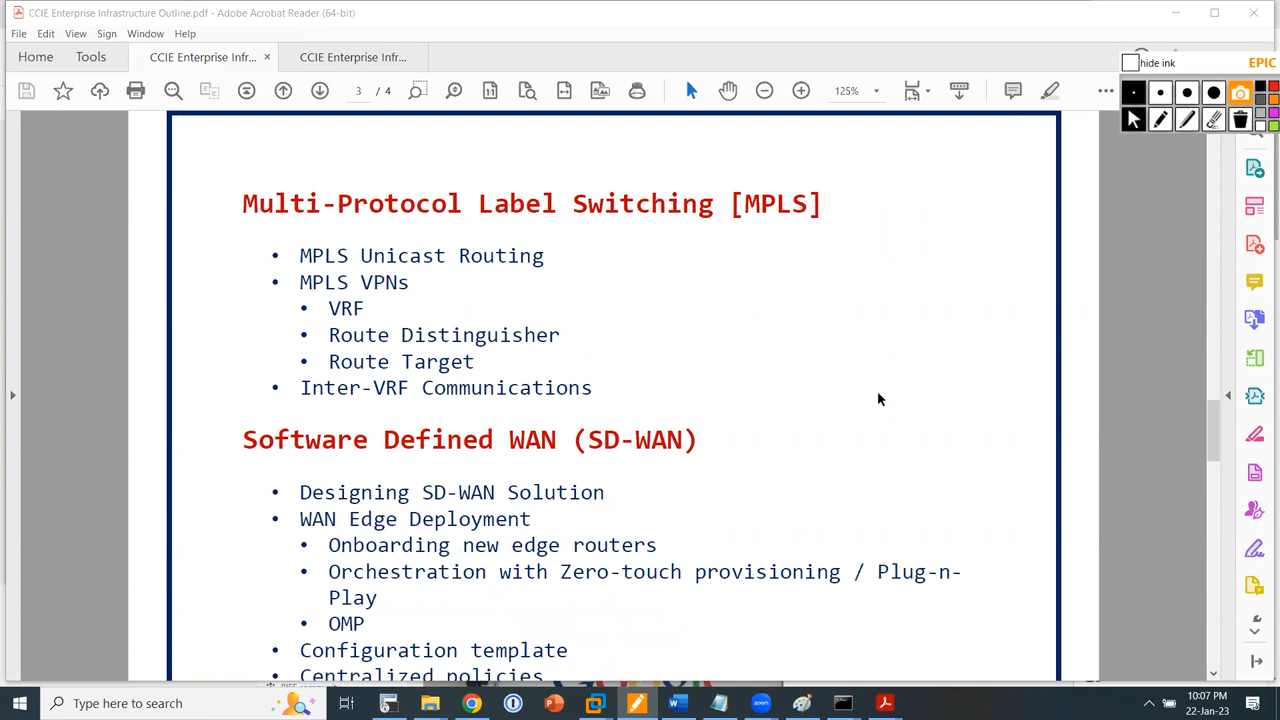 CCIE Enterprise Infrastructure Outline.pdf - Adobe Acrobat Reader (64-bit)
File Edit View Sign Window Help
Home Tools CCIE Enterprise Infr... × CCIE Enterprise Infr...
hide ink EPIC
3 / 4 125%
Multi-Protocol Label Switching [MPLS]
• MPLS Unicast Routing
• MPLS VPNs
• VRF
• Route Distinguisher
• Route Target
• Inter-VRF Communications
Software Defined WAN (SD-WAN)
• Designing SD-WAN Solution
• WAN Edge Deployment
• Onboarding new edge routers
• Orchestration with Zero-touch provisioning / Plug-n-
Play
• OMP
• Configuration template
• Centralized policies
Type here to search
zoom
10:07 PM
22-Jan-23